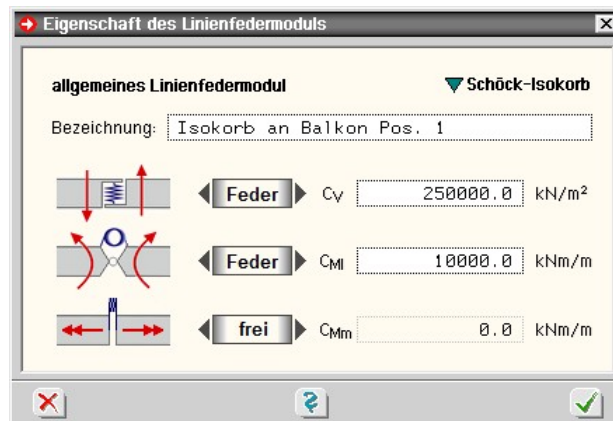 Eigenschaft des Linienfedermoduls
allgemeines Linienfedermodul Schöck-Isokorb
Bezeichnung: Isokorb an Balkon Pos. 1
Feder CV 250000.0 kN/m²
Feder CMl 10000.0 kNm/m
frei CMm 0.0 kNm/m